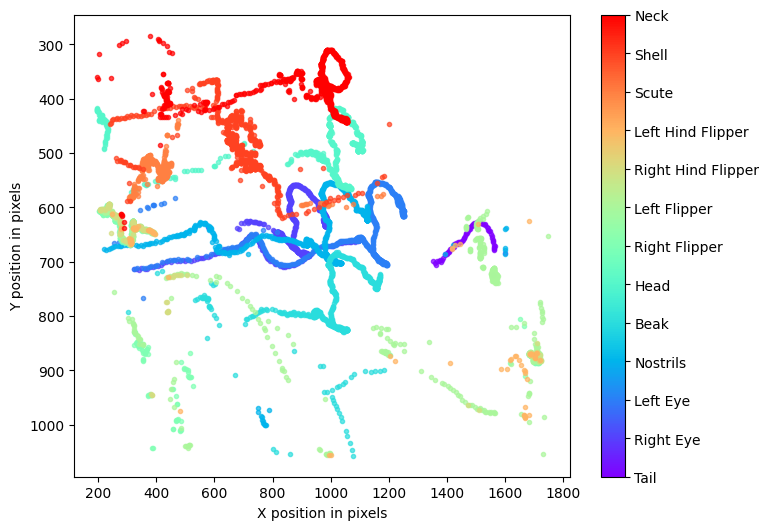 300
400
500
600
700
800
900
1000
Y position in pixels
200 400 600 800 1000 1200 1400 1600 1800
X position in pixels
Neck
Shell
Scute
Left Hind Flipper
Right Hind Flipper
Left Flipper
Right Flipper
Head
Beak
Nostrils
Left Eye
Right Eye
Tail